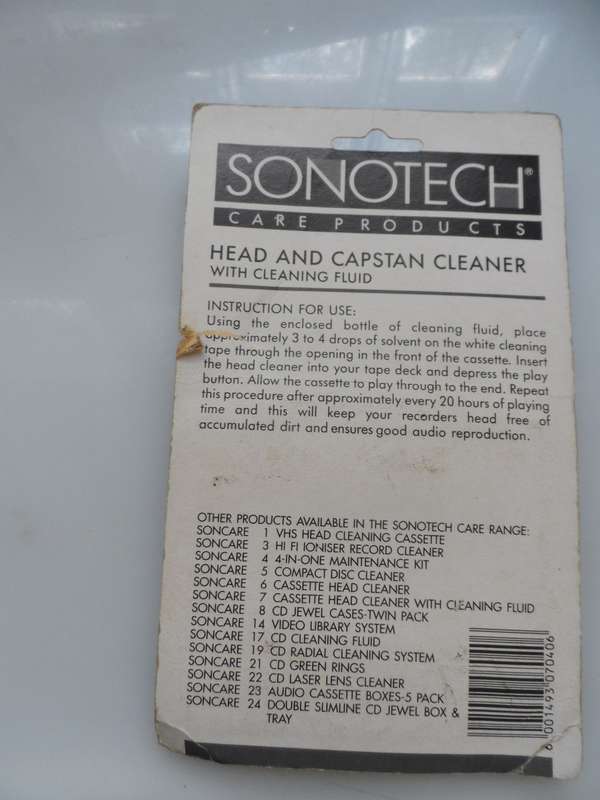 SONOTECH®
CARE PRODUCTS
HEAD AND CAPSTAN CLEANER
WITH CLEANING FLUID
INSTRUCTION FOR USE:
Using the enclosed bottle of cleaning fluid, place
approximately 3 to 4 drops of solvent on the white cleaning
tape through the opening in the front of the cassette. Insert
the head cleaner into your tape deck and depress the play
button. Allow the cassette to play through to the end. Repeat
this procedure after approximately every 20 hours of playing
time and this will keep your recorders head free of
accumulated dirt and ensures good audio reproduction.
OTHER PRODUCTS AVAILABLE IN THE SONOTECH CARE RANGE:
SONCARE 1 VHS HEAD CLEANING CASSETTE
SONCARE 3 HI FI IONISER RECORD CLEANER
SONCARE 4 4-IN-ONE MAINTENANCE KIT
SONCARE 5 COMPACT DISC CLEANER
SONCARE 6 CASSETTE HEAD CLEANER
SONCARE 7 CASSETTE HEAD CLEANER WITH CLEANING FLUID
SONCARE 8 CD JEWEL CASES-TWIN PACK
SONCARE 14 VIDEO LIBRARY SYSTEM
SONCARE 17 CD CLEANING FLUID
SONCARE 19 CD RADIAL CLEANING SYSTEM
SONCARE 21 CD GREEN RINGS
SONCARE 22 CD LASER LENS CLEANER
SONCARE 23 AUDIO CASSETTE BOXES-5 PACK
SONCARE 24 DOUBLE SLIMLINE CD JEWEL BOX &
TRAY
6 001493 070406